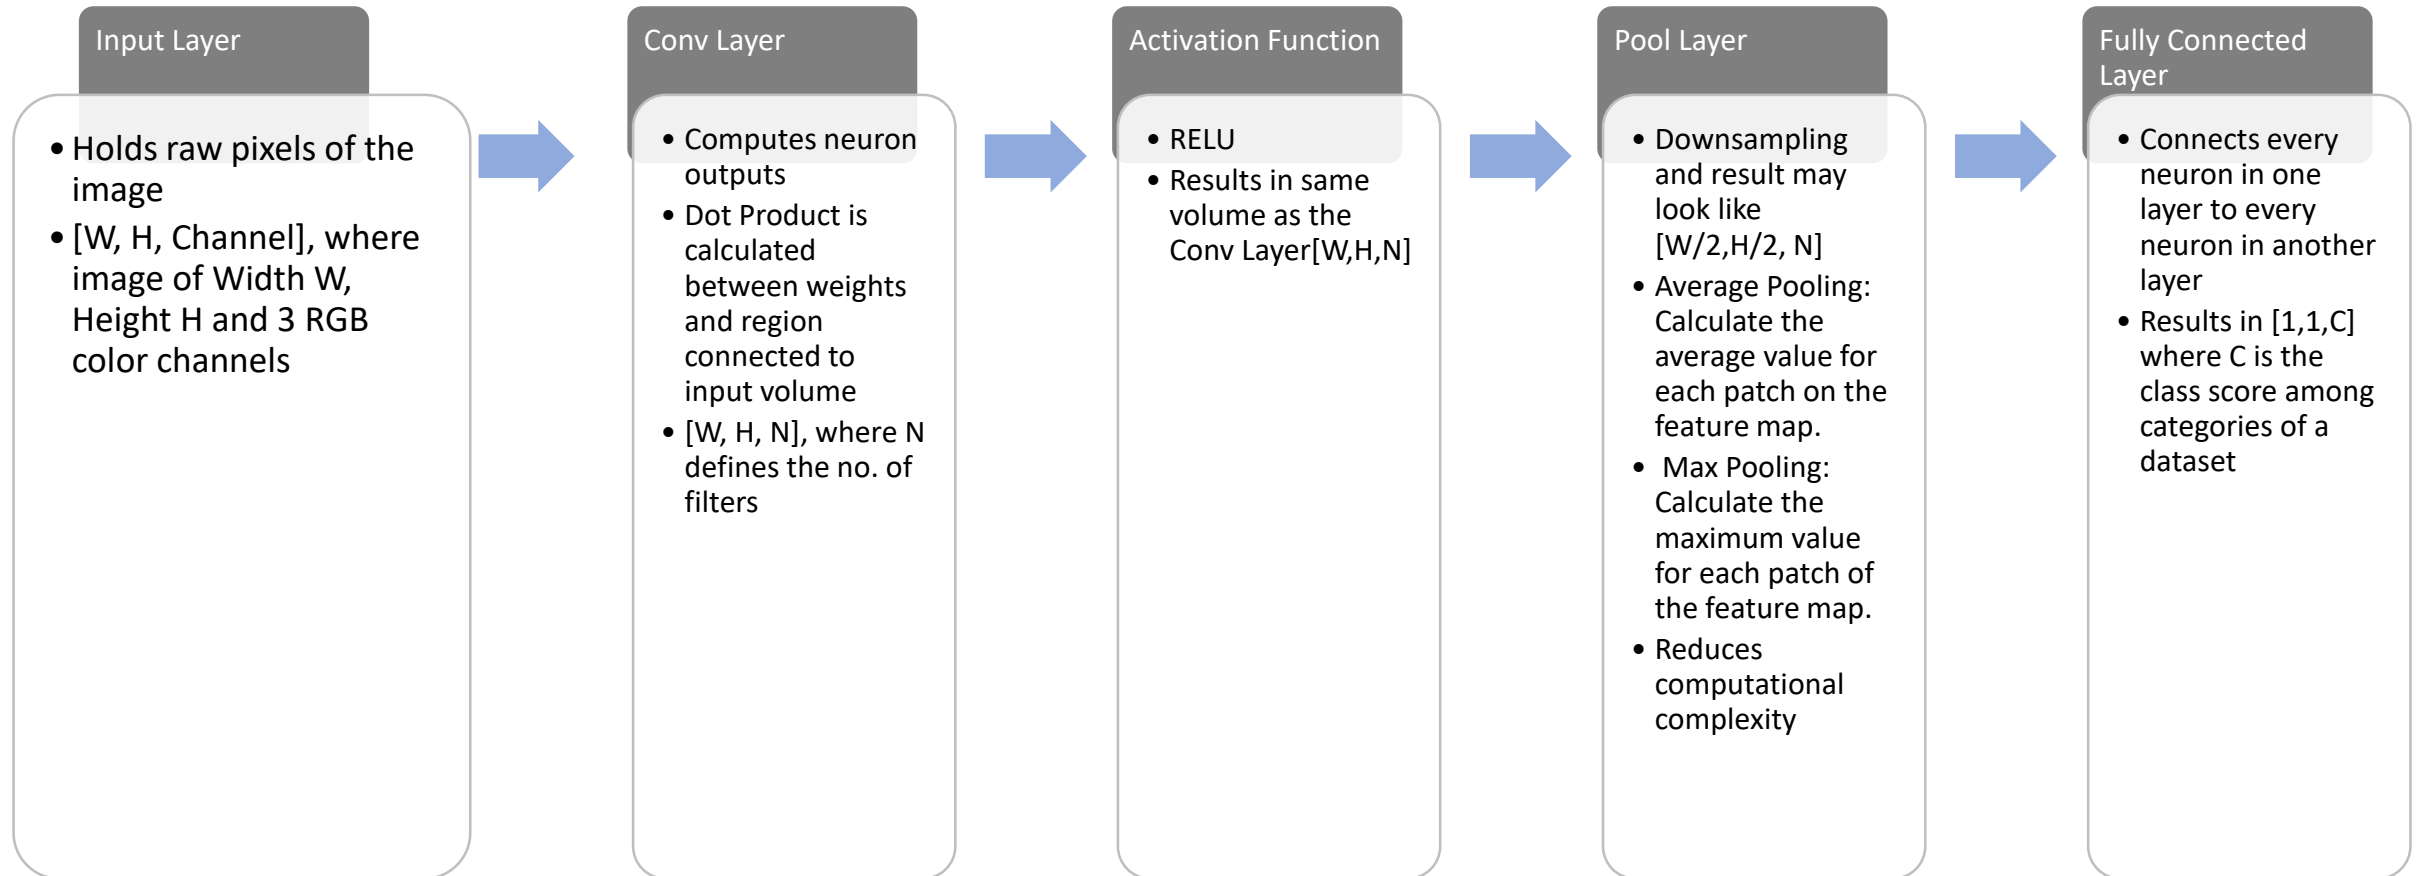 Input Layer
• Holds raw pixels of the
image
• [W, H, Channel], where
image of Width W,
Height H and 3 RGB
color channels
Conv Layer
• Computes neuron
outputs
• Dot Product is
calculated
between weights
and region
connected to
input volume
• [W, H, N], where N
defines the no. of
filters
Activation Function
• RELU
• Results in same
volume as the
Conv Layer[W,H,N]
Pool Layer
• Downsampling
and result may
look like
[W/2,H/2, N]
• Average Pooling:
Calculate the
average value for
each patch on the
feature map.
• Max Pooling:
Calculate the
maximum value
for each patch of
the feature map.
• Reduces
computational
complexity
Fully Connected
Layer
• Connects every
neuron in one
layer to every
neuron in another
layer
• Results in [1,1,C]
where C is the
class score among
categories of a
dataset